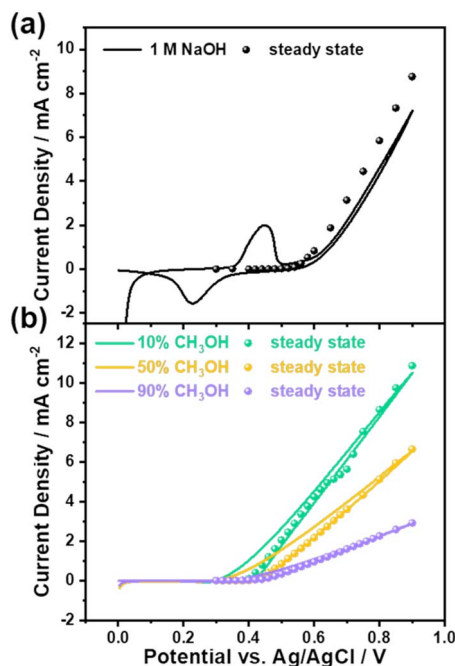 (a)
1 M NaOH steady state
Current Density / mA cm⁻²
10
8
6
4
2
0
-2
(b)
10% CH₃OH steady state
50% CH₃OH steady state
90% CH₃OH steady state
Current Density / mA cm⁻²
12
10
8
6
4
2
0
-2
0.0 0.2 0.4 0.6 0.8 1.0
Potential vs. Ag/AgCl / V